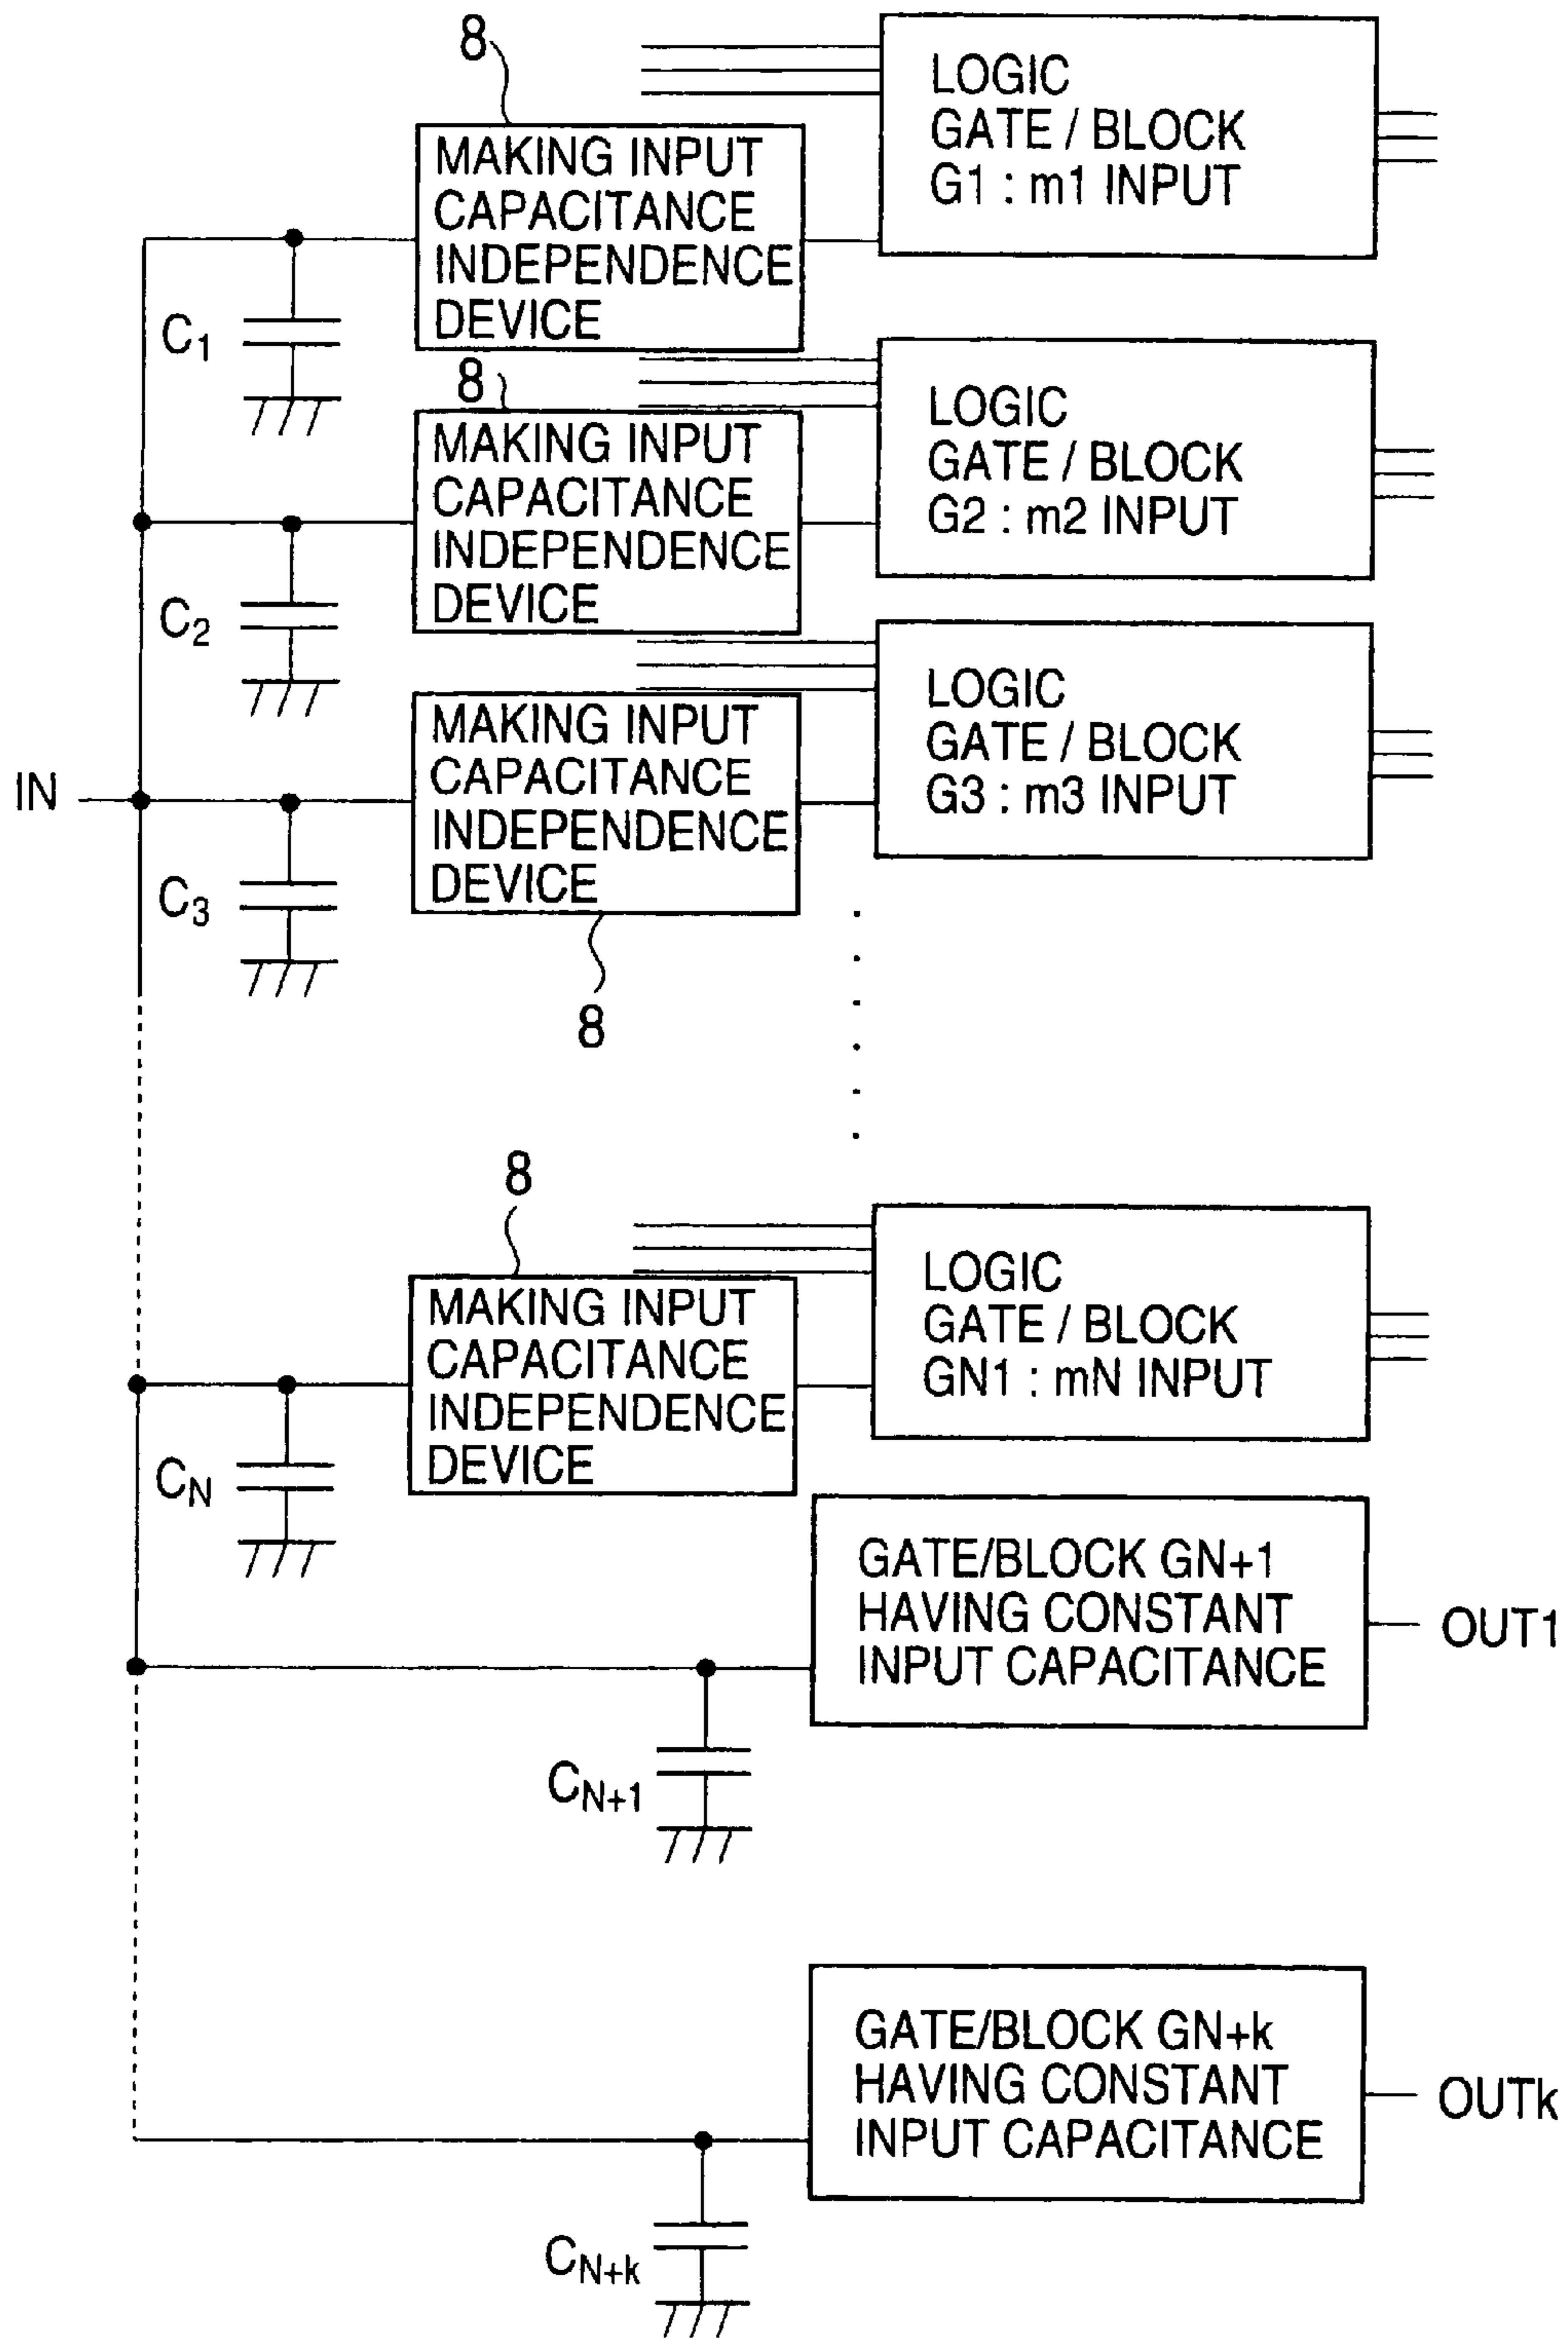 8
LOGIC
GATE / BLOCK
G1 : m1 INPUT
MAKING INPUT
CAPACITANCE
INDEPENDENCE
DEVICE
C1
8
LOGIC
GATE / BLOCK
G2 : m2 INPUT
MAKING INPUT
CAPACITANCE
INDEPENDENCE
DEVICE
C2
LOGIC
GATE / BLOCK
G3 : m3 INPUT
MAKING INPUT
CAPACITANCE
INDEPENDENCE
DEVICE
IN
C3
8
8
LOGIC
GATE / BLOCK
GN1 : mN INPUT
MAKING INPUT
CAPACITANCE
INDEPENDENCE
DEVICE
CN
GATE/BLOCK GN+1
HAVING CONSTANT
INPUT CAPACITANCE
OUT1
CN+1
GATE/BLOCK GN+k
HAVING CONSTANT
INPUT CAPACITANCE
OUTk
CN+k